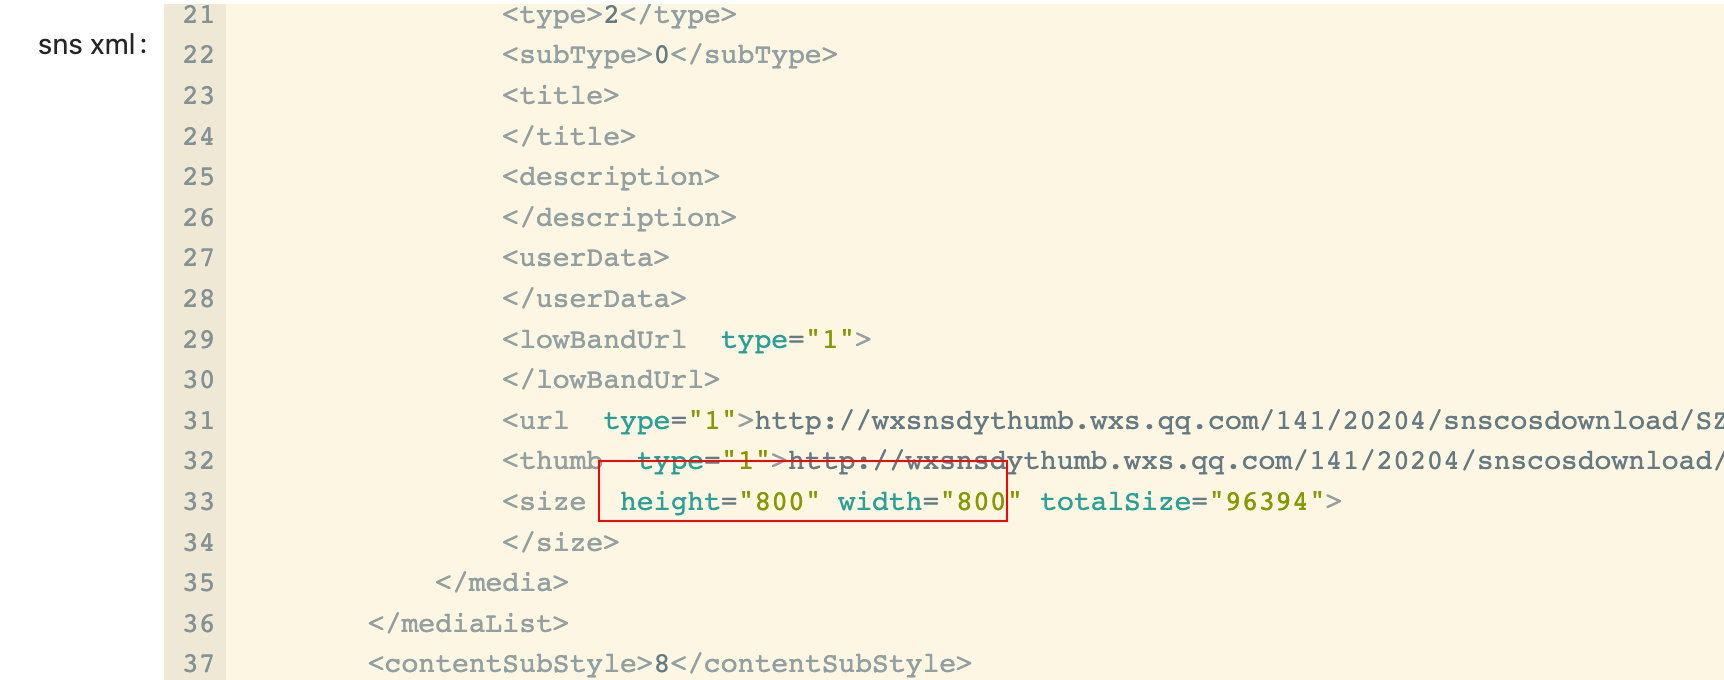 21 <type>2</type>
sns xml:
22 <subType>0</subType>
23 <title>
24 </title>
25 <description>
26 </description>
27 <userData>
28 </userData>
29 <lowBandUrl  type="1">
30 </lowBandUrl>
31 <url  type="1">http://wxsnsdythumb.wxs.qq.com/141/20204/snscosdownload/SZ
32 <thumb  type="1">http://wxsnsdythumb.wxs.qq.com/141/20204/snscosdownload/
33 <size  height="800" width="800" totalSize="96394">
34 </size>
35 </media>
36 </mediaList>
37 <contentSubStyle>8</contentSubStyle>